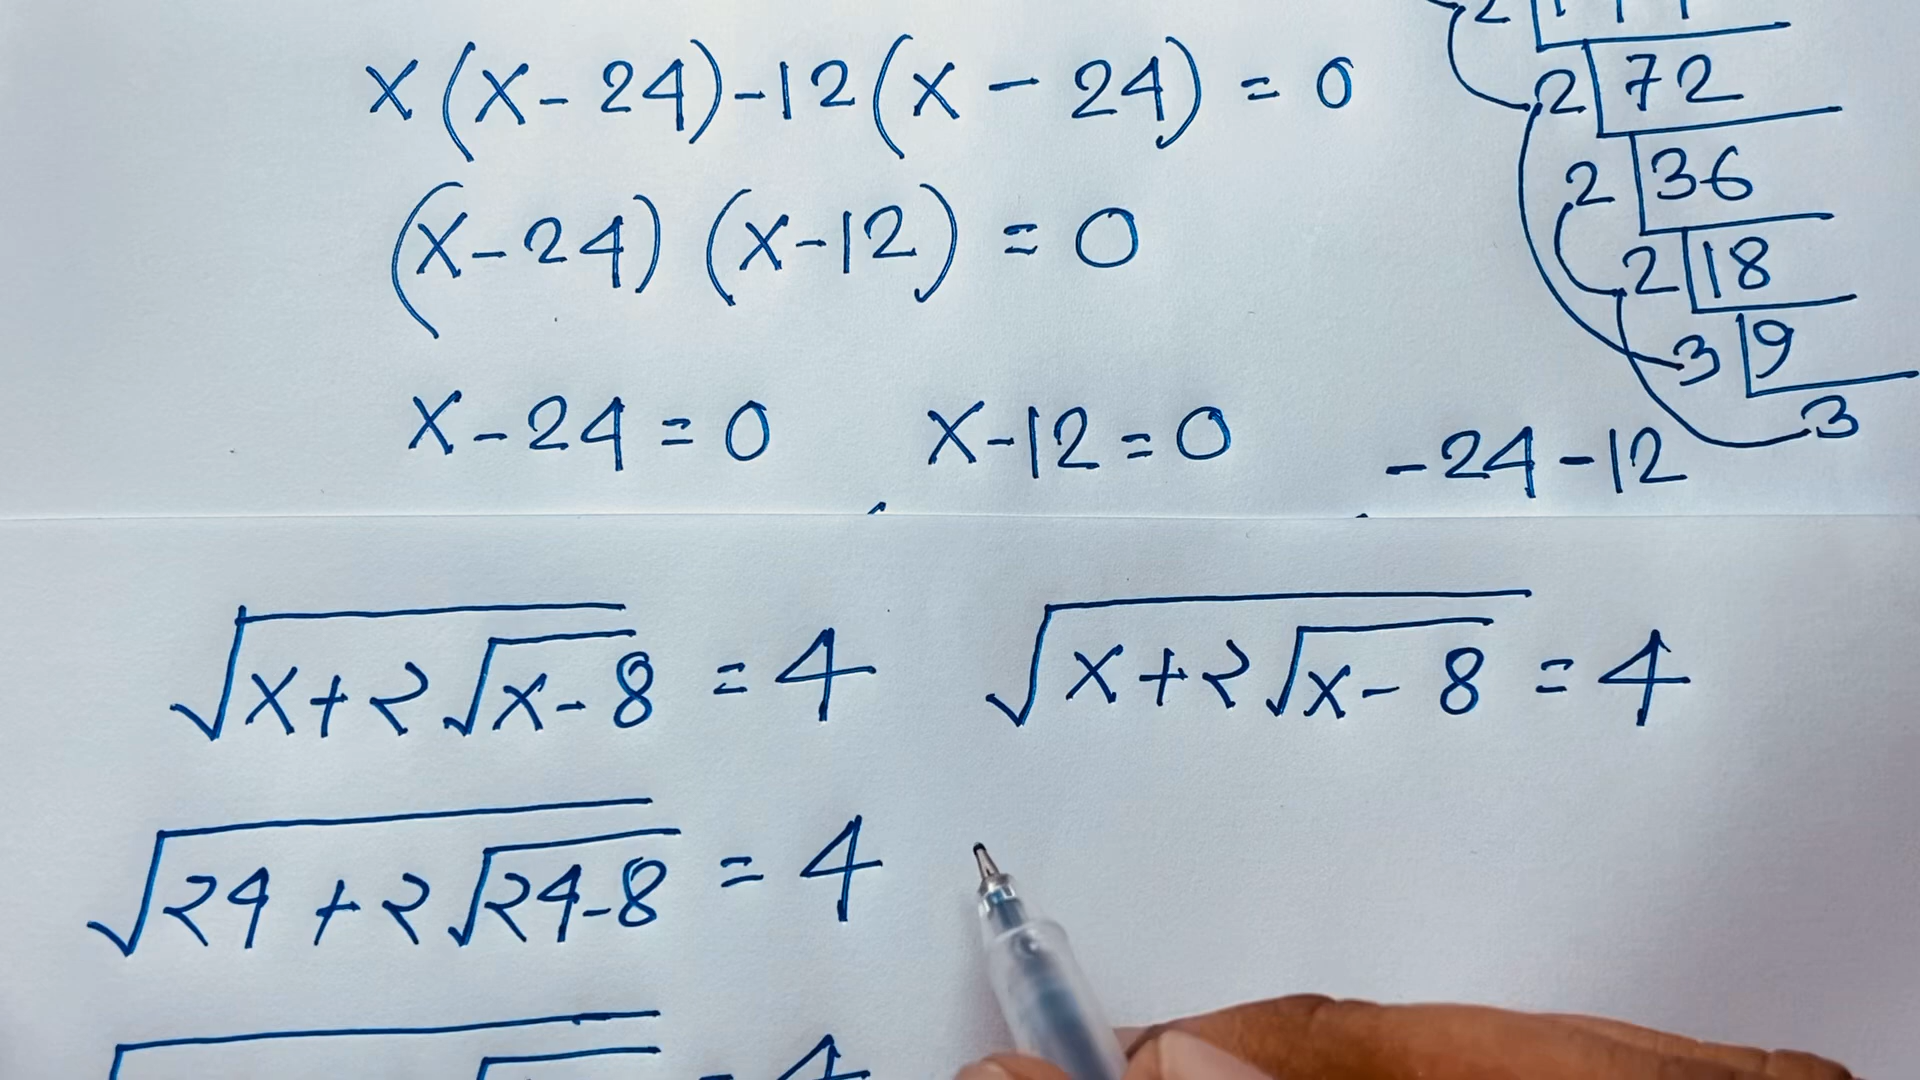 x(x-24)-12(x-24)=0
(x-24)(x-12)=0
x-24=0 x-12=0
2 72
2 36
2 18
3 9
3
-24-12
√(x+2√(x-8))=4 √(x+2√(x-8))=4
√(24+2√(24-8))=4
=4